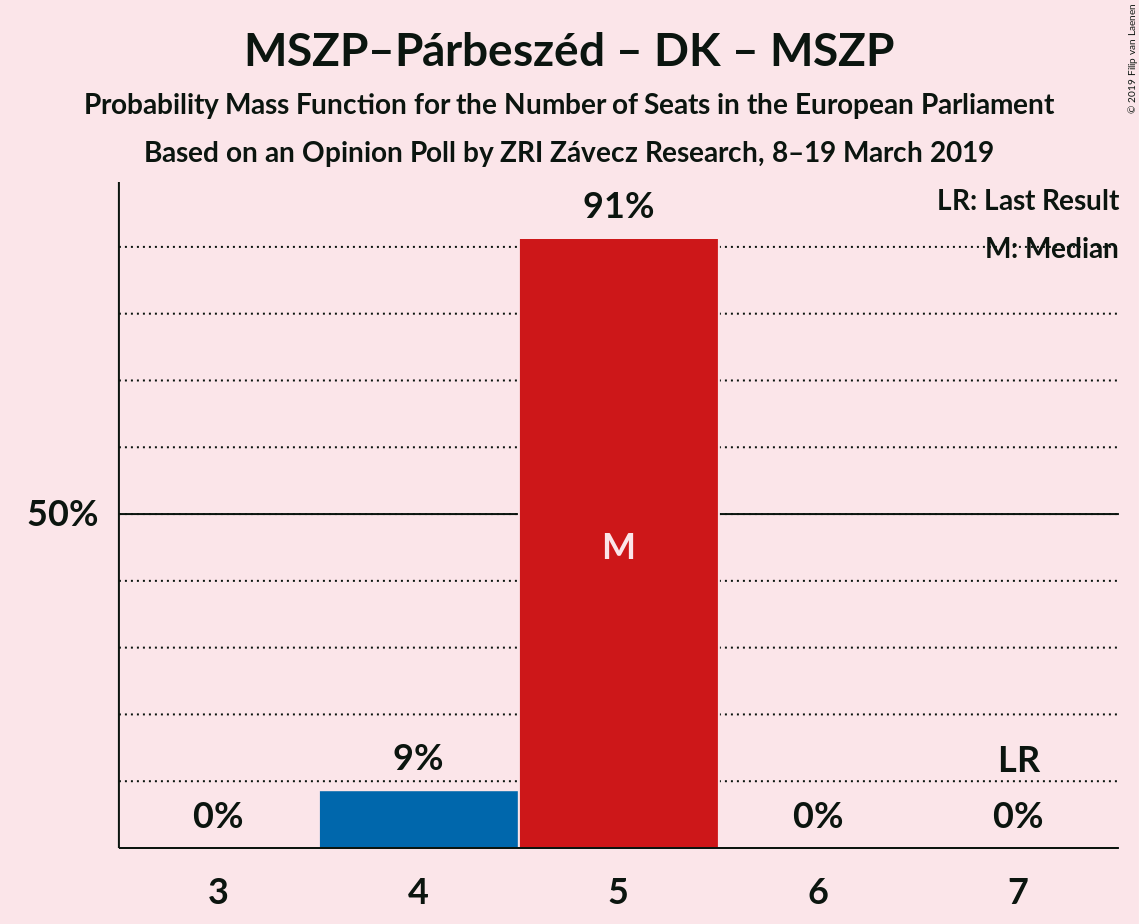 MSZP–Párbeszéd – DK – MSZP
Probability Mass Function for the Number of Seats in the European Parliament
Based on an Opinion Poll by ZRI Závecz Research, 8–19 March 2019
© 2019 Filip van Laenen
LR: Last Result
M: Median
91%
50%
M
9%
LR
0%
0%
0%
3
4
5
6
7